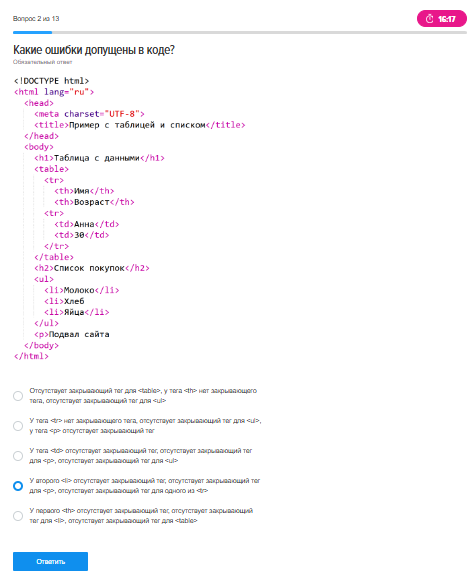 Вопрос 2 из 13
16:17
Какие ошибки допущены в коде?
Обязательный ответ
<!DOCTYPE html>
<html lang="ru">
<head>
<meta charset="UTF-8">
<title>Пример с таблицей и списком</title>
</head>
<body>
<h1>Таблица с данными</h1>
<table>
<tr>
<th>Имя</th>
<th>Возраст</th>
<tr>
<td>Анна</td>
<td>30</td>
</tr>
</table>
<h2>Список покупок</h2>
<ul>
<li>Молоко</li>
<li>Хлеб
<li>Яйца</li>
</ul>
<p>Подвал сайта
</body>
</html>
Отсутствует закрывающий тег для <table>, у тега <th> нет закрывающего
тега, отсутствует закрывающий тег для <ul>
У тега <tr> нет закрывающего тега, отсутствует закрывающий тег для <ul>,
у тега <p> отсутствует закрывающий тег
У тега <td> отсутствует закрывающий тег, отсутствует закрывающий тег
для <p>, отсутствует закрывающий тег для <ul>
У второго <li> отсутствует закрывающий тег, отсутствует закрывающий тег
для <p>, отсутствует закрывающий тег для одного из <tr>
У первого <th> отсутствует закрывающий тег, отсутствует закрывающий
тег для <li>, отсутствует закрывающий тег для <table>
Ответить